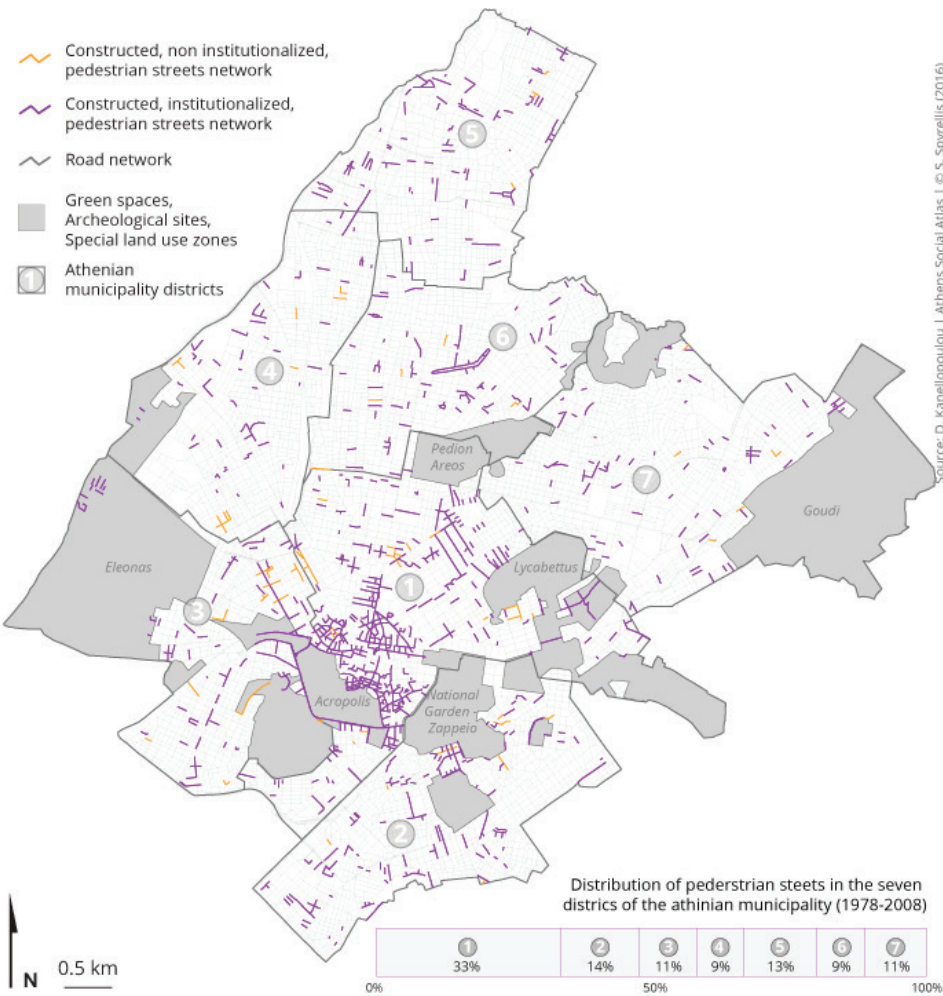 Constructed, non institutionalized,
pedestrian streets network
Constructed, institutionalized,
pedestrian streets network
Road network
Green spaces,
Archeological sites,
Special land use zones
1
Athenian
municipality districts
Source: D. Kanellopoulou | Athens Social Atlas | © S. Spyrellis (2016)
5
6
4
Pedion
Areos
7
Goudi
Eleonas
Lycabettus
1
3
Acropolis
National
Garden -
Zappeio
2
Distribution of pederstrian steets in the seven
districs of the athinian municipality (1978-2008)
1 2 3 4 5 6 7
33% 14% 11% 9% 13% 9% 11%
0% 50% 100%
N
0.5 km